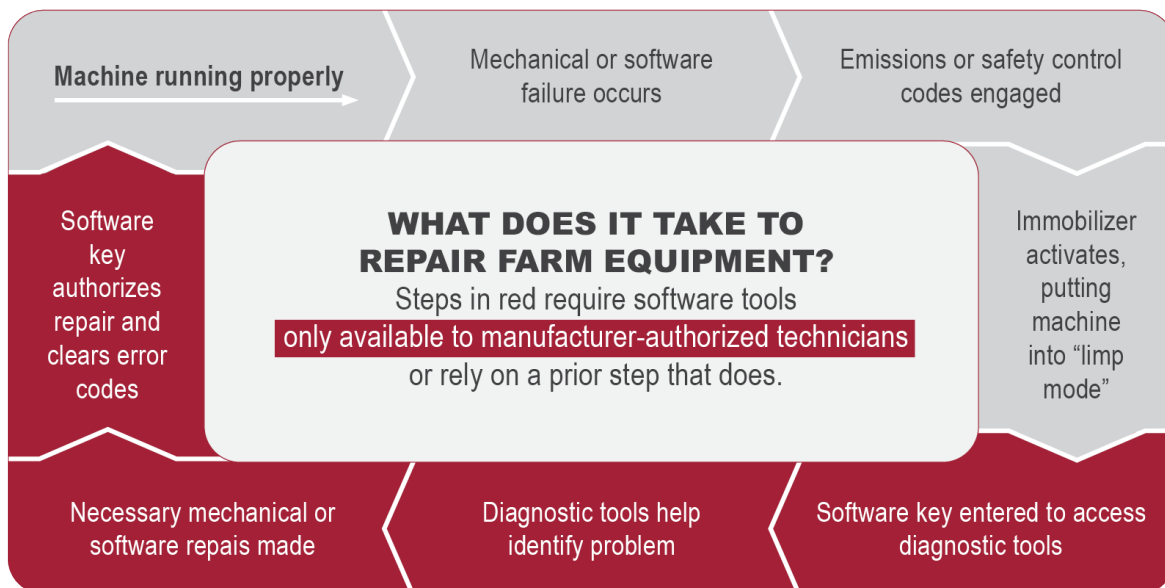 Machine running properly
Mechanical or software
failure occurs
Emissions or safety control
codes engaged
Immobilizer
activates,
putting
machine
into “limp
mode”
Software key entered to access
diagnostic tools
Diagnostic tools help
identify problem
Necessary mechanical or
software repais made
Software
key
authorizes
repair and
clears error
codes
WHAT DOES IT TAKE TO
REPAIR FARM EQUIPMENT?
Steps in red require software tools
only available to manufacturer-authorized technicians
or rely on a prior step that does.